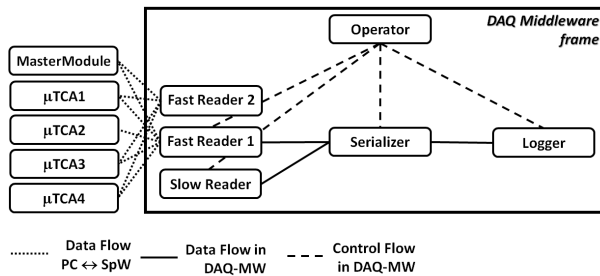 DAQ Middleware
frame
Operator
MasterModule
μTCA1
μTCA2
μTCA3
μTCA4
Fast Reader 2
Fast Reader 1
Slow Reader
Serializer
Logger
Data Flow
PC ↔ SpW
Data Flow in
DAQ-MW
Control Flow
in DAQ-MW